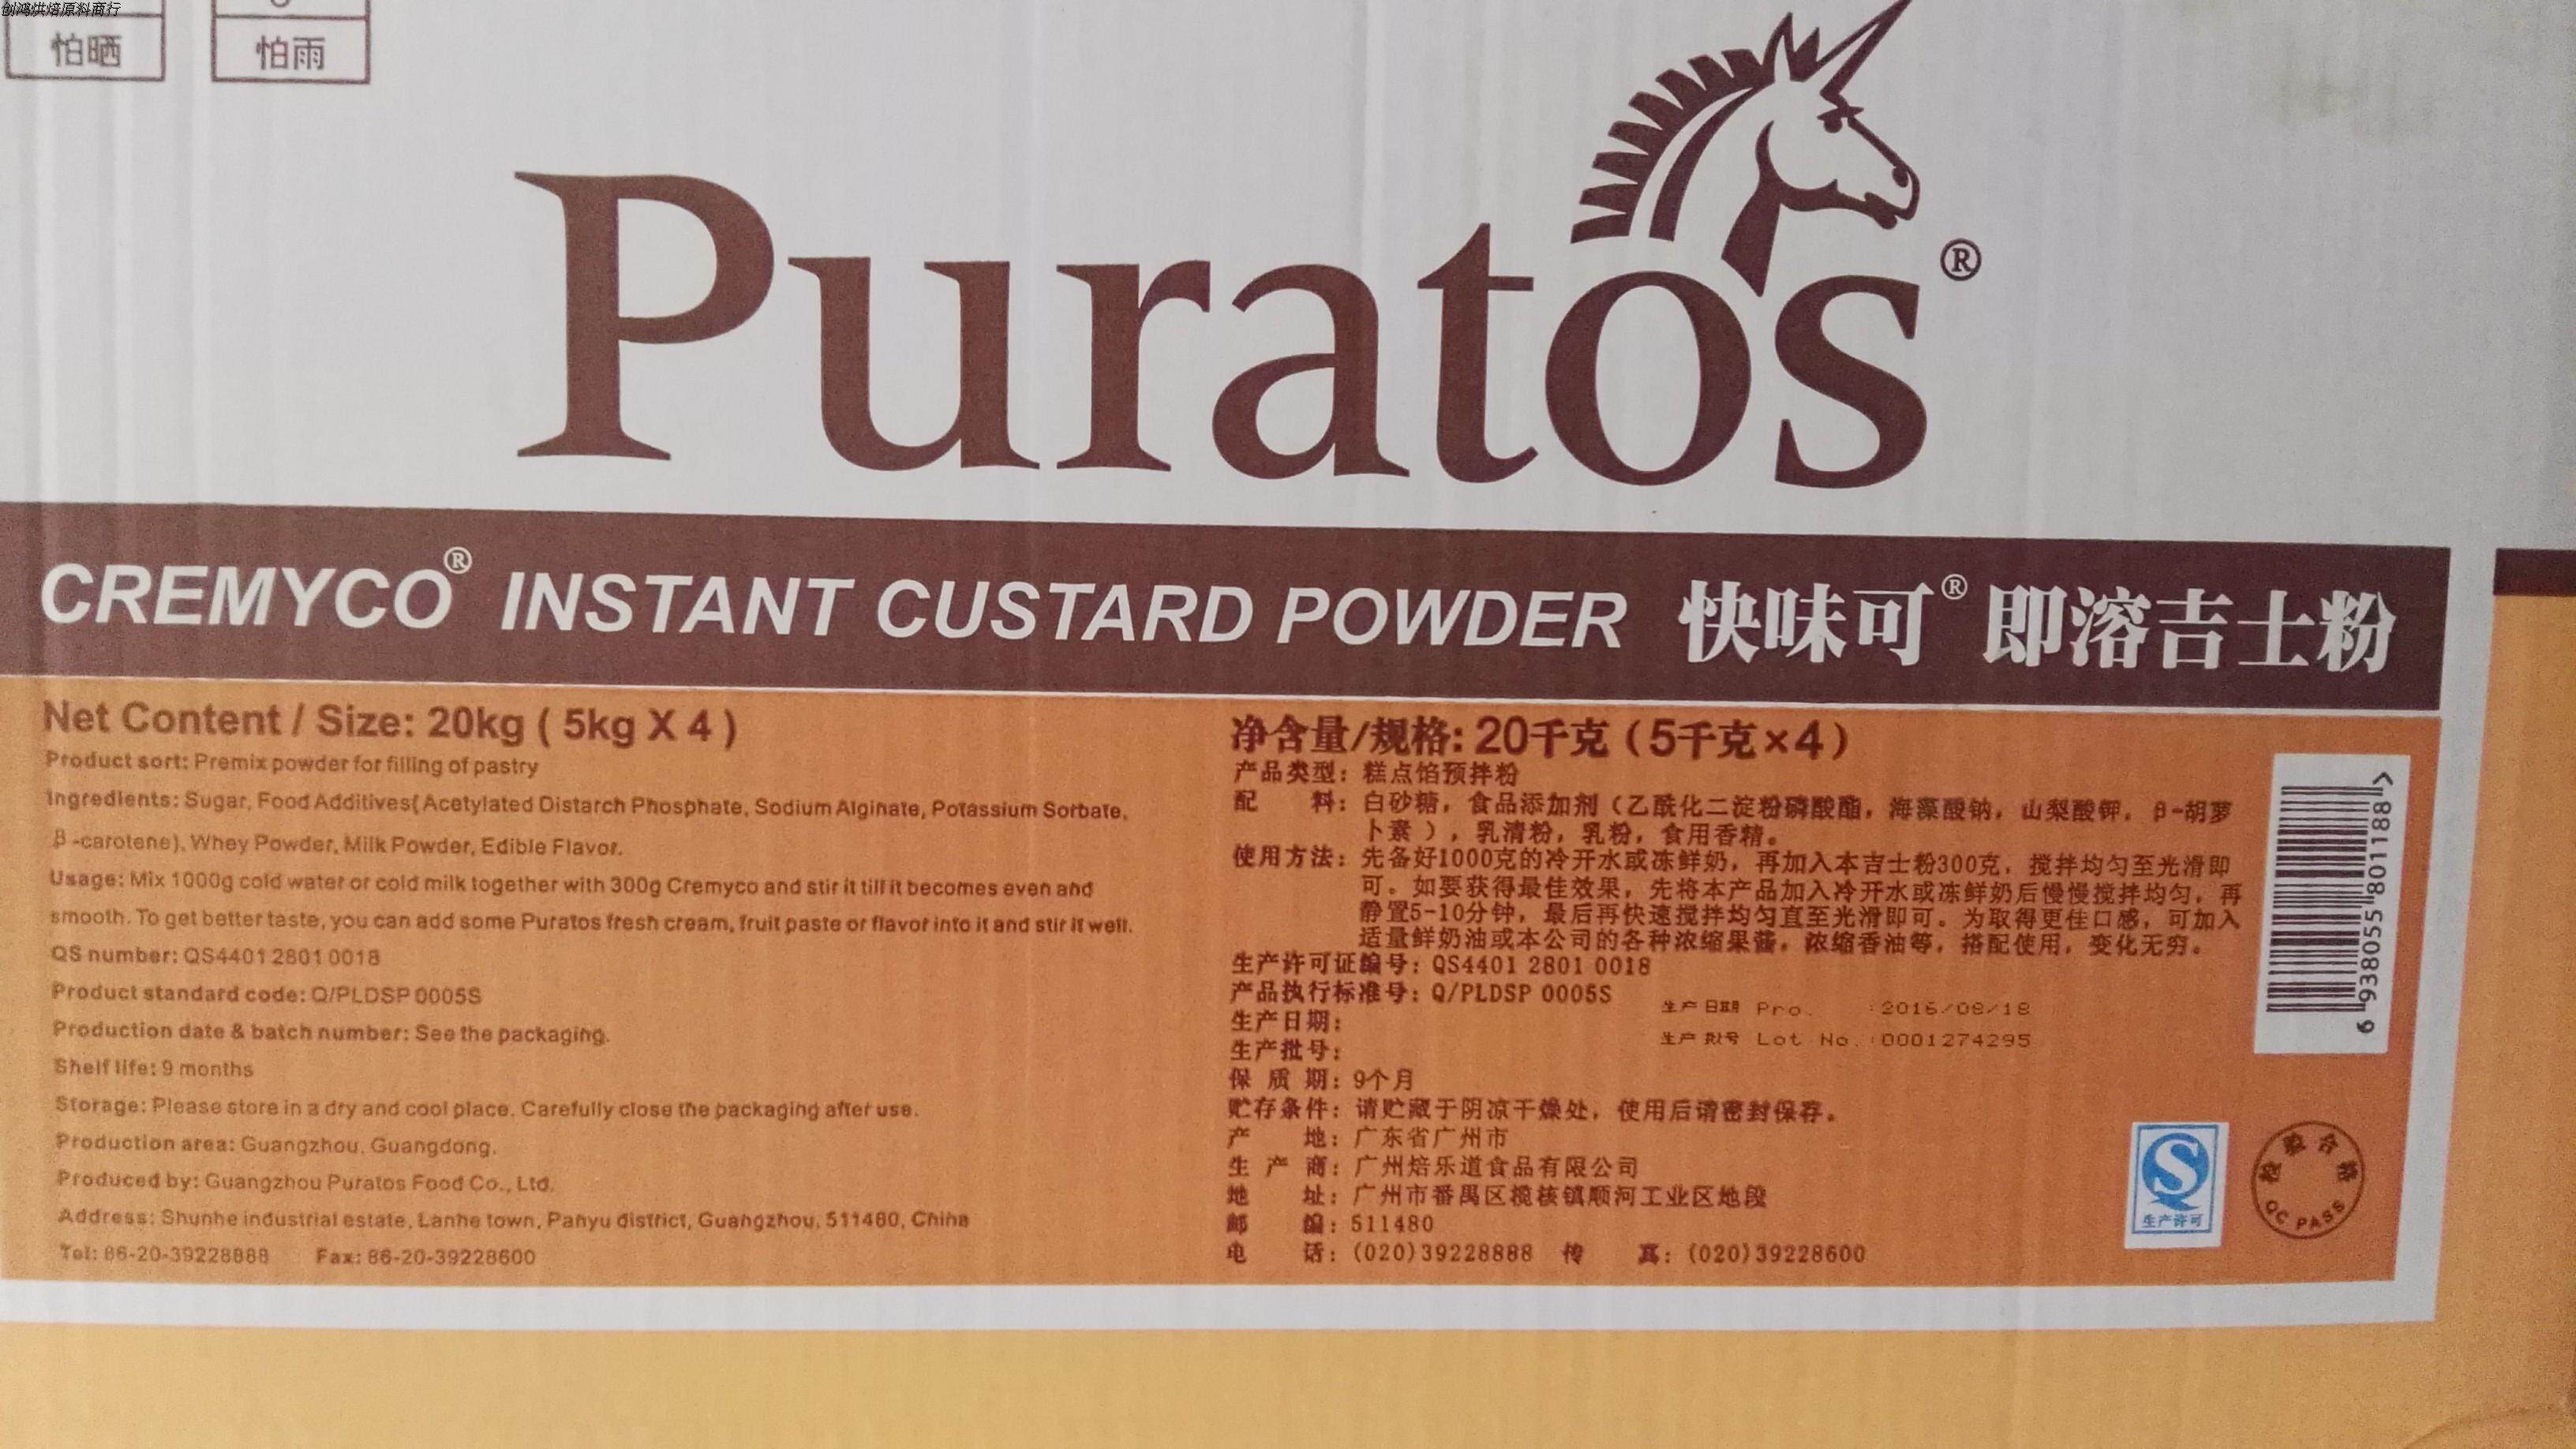 创鸿烘焙原料商行
怕晒
怕雨
Puratos®
CREMYCO® INSTANT CUSTARD POWDER 快味可® 即溶吉士粉
Net Content / Size: 20kg ( 5kg X 4 )
Product sort: Premix powder for filling of pastry
Ingredients: Sugar, Food Additives( Acetylated Distarch Phosphate, Sodium Alginate, Potassium Sorbate,
β-carotene), Whey Powder, Milk Powder, Edible Flavor.
Usage: Mix 1000g cold water or cold milk together with 300g Cremyco and stir it till it becomes even and
smooth. To get better taste, you can add some Puratos fresh cream, fruit paste or flavor into it and stir it well.
QS number: QS4401 2801 0018
Product standard code: Q/PLDSP 0005S
Production date & batch number: See the packaging.
Shelf life: 9 months
Storage: Please store in a dry and cool place. Carefully close the packaging after use.
Production area: Guangzhou, Guangdong.
Produced by: Guangzhou Puratos Food Co., Ltd.
Address: Shunhe industrial estate, Lanhe town, Panyu district, Guangzhou, 511480, China
Tel: 86-20-39228888 Fax: 86-20-39228600
净含量/规格: 20千克（5千克×4）
产品类型：糕点馅预拌粉
配 料：白砂糖，食品添加剂（乙酰化二淀粉磷酸酯，海藻酸钠，山梨酸钾，β-胡萝
卜素），乳清粉，乳粉，食用香精。
使用方法：先备好1000克的冷开水或冻鲜奶，再加入本吉士粉300克，搅拌均匀至光滑即
可。如要获得最佳效果，先将本产品加入冷开水或冻鲜奶后慢慢搅拌均匀，再
静置5-10分钟，最后再快速搅拌均匀直至光滑即可。为取得更佳口感，可加入
适量鲜奶油或本公司的各种浓缩果酱，浓缩香油等，搭配使用，变化无穷。
生产许可证编号：QS4401 2801 0018
产品执行标准号：Q/PLDSP 0005S
生产日期：
生产批号：
生产日期 Pro. :2016/08/18
生产批号 Lot No.:0001274295
保 质 期：9个月
贮存条件：请贮藏于阴凉干燥处，使用后请密封保存。
产 地：广东省广州市
生 产 商：广州焙乐道食品有限公司
地 址：广州市番禺区榄核镇顺河工业区地段
邮 编：511480
电 话：(020)39228888 传 真：(020)39228600
6 938055 801188 >
生产许可
检验合格
QC PASS